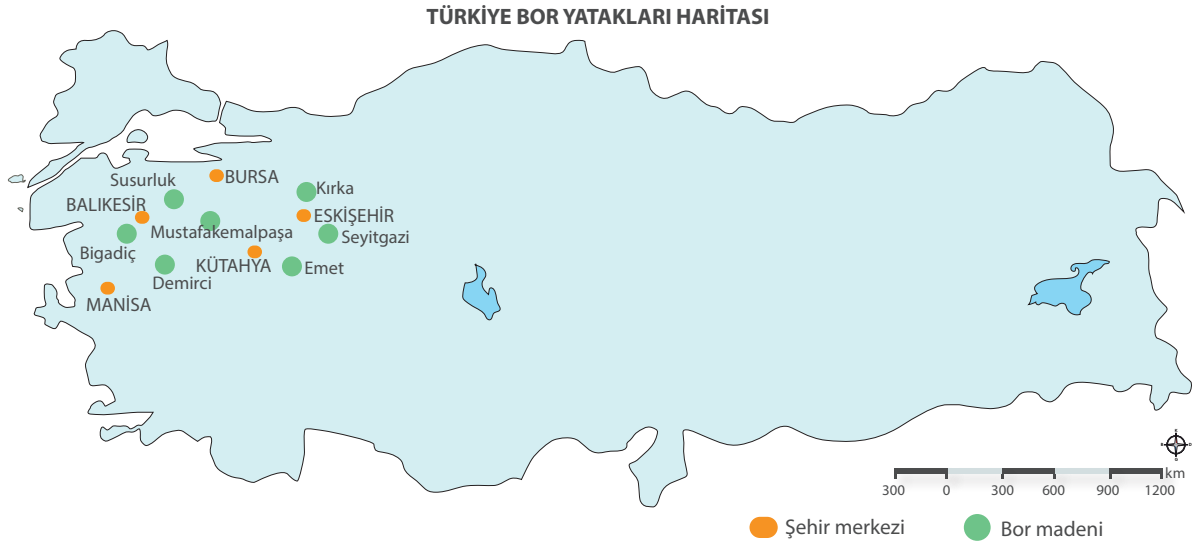 TÜRKİYE BOR YATAKLARI HARİTASI
BURSA
Susurluk
Kırka
BALIKESİR
ESKİŞEHİR
Mustafakemalpaşa
Seyitgazi
Bigadiç
KÜTAHYA
Emet
Demirci
MANİSA
km
300 0 300 600 900 1200
Şehir merkezi
Bor madeni